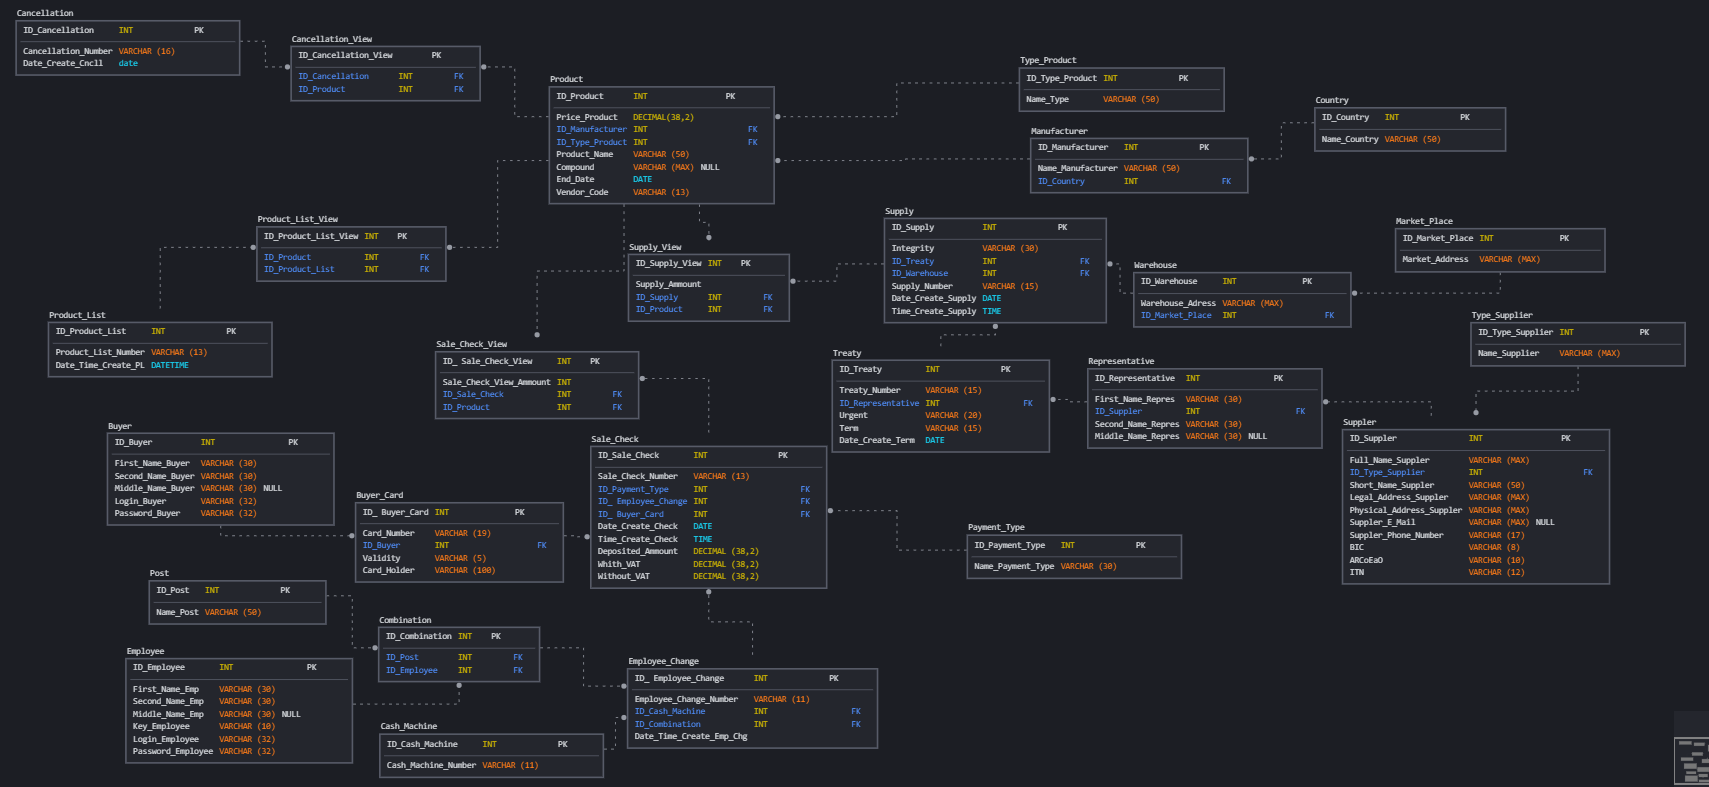 Cancellation
ID_Cancellation INT PK
Cancellation_Number VARCHAR (16)
Date_Create_Cncll date
Cancellation_View
ID_Cancellation_View PK
ID_Cancellation INT FK
ID_Product INT FK
Product
ID_Product INT PK
Price_Product DECIMAL(38,2)
ID_Manufacturer INT FK
ID_Type_Product INT FK
Product_Name VARCHAR (50)
Compound VARCHAR (MAX) NULL
End_Date DATE
Vendor_Code VARCHAR (13)
Type_Product
ID_Type_Product INT PK
Name_Type VARCHAR (50)
Country
ID_Country INT PK
Name_Country VARCHAR (50)
Manufacturer
ID_Manufacturer INT PK
Name_Manufacturer VARCHAR (50)
ID_Country INT FK
Product_List_View
ID_Product_List_View INT PK
ID_Product INT FK
ID_Product_List INT FK
Supply_View
ID_Supply_View INT PK
Supply_Amount
ID_Supply INT FK
ID_Product INT FK
Supply
ID_Supply INT PK
Integrity VARCHAR (30)
ID_Treaty INT FK
ID_Warehouse INT FK
Supply_Number VARCHAR (15)
Date_Create_Supply DATE
Time_Create_Supply TIME
Market_Place
ID_Market_Place INT PK
Market_Address VARCHAR (MAX)
Warehouse
ID_Warehouse INT PK
Warehouse_Adress VARCHAR (MAX)
ID_Market_Place INT FK
Product_List
ID_Product_List INT PK
Product_List_Number VARCHAR (13)
Date_Time_Create_PL DATETIME
Sale_Check_View
ID_ Sale_Check_View INT PK
Sale_Check_View_Amount INT
ID_Sale_Check INT FK
ID_Product INT FK
Treaty
ID_Treaty INT PK
Treaty_Number VARCHAR (15)
ID_Representative INT FK
Urgent VARCHAR (20)
Term VARCHAR (15)
Date_Create_Term DATE
Representative
ID_Representative INT PK
First_Name_Repres VARCHAR (30)
ID_Suppler INT FK
Second_Name_Repres VARCHAR (30)
Middle_Name_Repres VARCHAR (30) NULL
Type_Supplier
ID_Type_Supplier INT PK
Name_Supplier VARCHAR (MAX)
Suppler
ID_Suppler INT PK
Full_Name_Suppler VARCHAR (MAX)
ID_Type_Supplier INT FK
Short_Name_Suppler VARCHAR (50)
Legal_Address_Suppler VARCHAR (MAX)
Physical_Address_Suppler VARCHAR (MAX)
Suppler_E_Mail VARCHAR (MAX) NULL
Suppler_Phone_Number VARCHAR (17)
BIC VARCHAR (8)
ARCoEaO VARCHAR (10)
ITN VARCHAR (12)
Buyer
ID_Buyer INT PK
First_Name_Buyer VARCHAR (30)
Second_Name_Buyer VARCHAR (30)
Middle_Name_Buyer VARCHAR (30) NULL
Login_Buyer VARCHAR (32)
Password_Buyer VARCHAR (32)
Buyer_Card
ID_ Buyer_Card INT PK
Card_Number VARCHAR (19)
ID_Buyer INT FK
Validity VARCHAR (5)
Card_Holder VARCHAR (100)
Sale_Check
ID_Sale_Check INT PK
Sale_Check_Number VARCHAR (13)
ID_Payment_Type INT FK
ID_ Employee_Change INT FK
ID_ Buyer_Card INT FK
Date_Create_Check DATE
Time_Create_Check TIME
Deposited_Amount DECIMAL (38,2)
Whith_VAT DECIMAL (38,2)
Without_VAT DECIMAL (38,2)
Payment_Type
ID_Payment_Type INT PK
Name_Payment_Type VARCHAR (30)
Post
ID_Post INT PK
Name_Post VARCHAR (50)
Combination
ID_Combination INT PK
ID_Post INT FK
ID_Employee INT FK
Employee
ID_Employee INT PK
First_Name_Emp VARCHAR (30)
Second_Name_Emp VARCHAR (30)
Middle_Name_Emp VARCHAR (30) NULL
Key_Employee VARCHAR (10)
Login_Employee VARCHAR (32)
Password_Employee VARCHAR (32)
Employee_Change
ID_ Employee_Change INT PK
Employee_Change_Number VARCHAR (11)
ID_Cash_Machine INT FK
ID_Combination INT FK
Date_Time_Create_Emp_Chg
Cash_Machine
ID_Cash_Machine INT PK
Cash_Machine_Number VARCHAR (11)